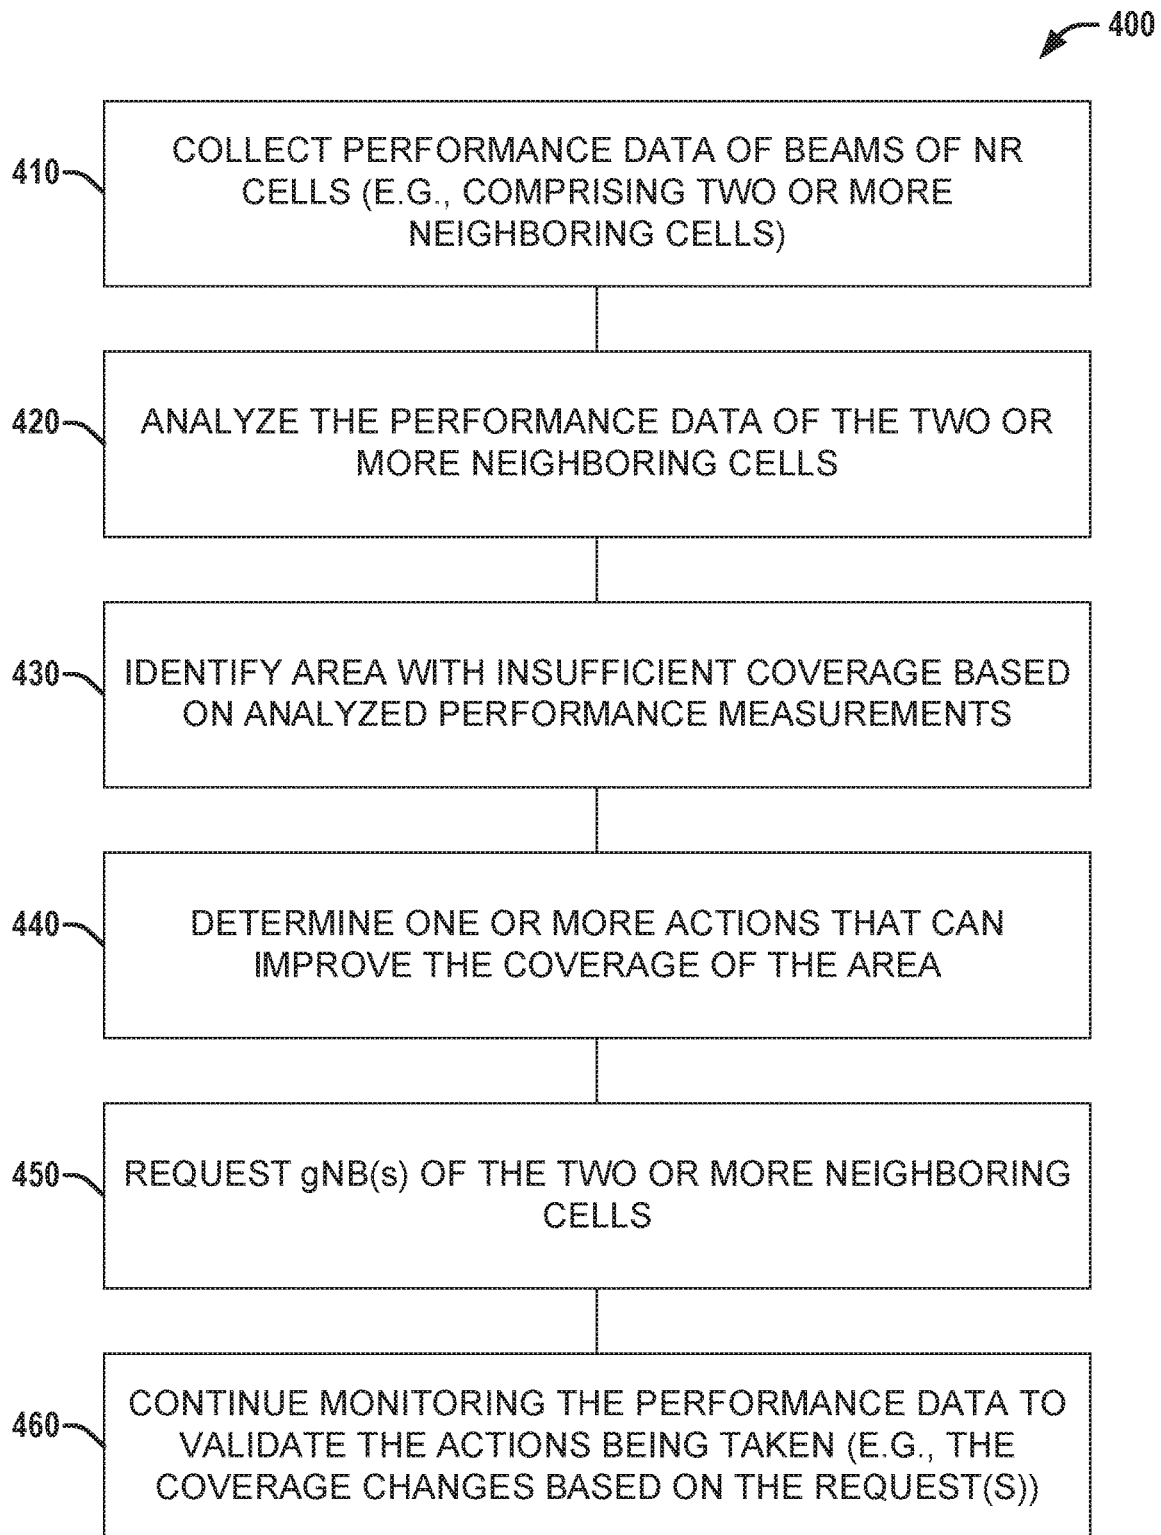 400
410
COLLECT PERFORMANCE DATA OF BEAMS OF NR
CELLS (E.G., COMPRISING TWO OR MORE
NEIGHBORING CELLS)
420
ANALYZE THE PERFORMANCE DATA OF THE TWO OR
MORE NEIGHBORING CELLS
430
IDENTIFY AREA WITH INSUFFICIENT COVERAGE BASED
ON ANALYZED PERFORMANCE MEASUREMENTS
440
DETERMINE ONE OR MORE ACTIONS THAT CAN
IMPROVE THE COVERAGE OF THE AREA
450
REQUEST gNB(s) OF THE TWO OR MORE NEIGHBORING
CELLS
460
CONTINUE MONITORING THE PERFORMANCE DATA TO
VALIDATE THE ACTIONS BEING TAKEN (E.G., THE
COVERAGE CHANGES BASED ON THE REQUEST(S))